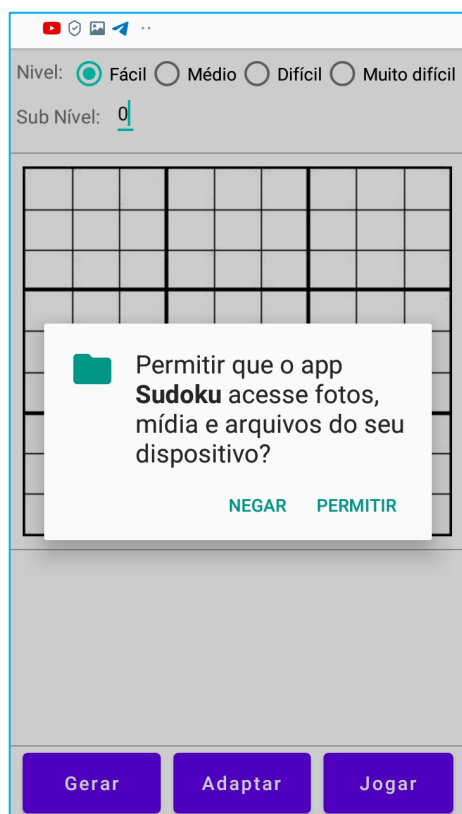 Nivel: Fácil Médio Difícil Muito difícil
Sub Nível: 0
Permitir que o app
Sudoku acesse fotos,
mídia e arquivos do seu
dispositivo?
NEGAR PERMITIR
Gerar Adaptar Jogar